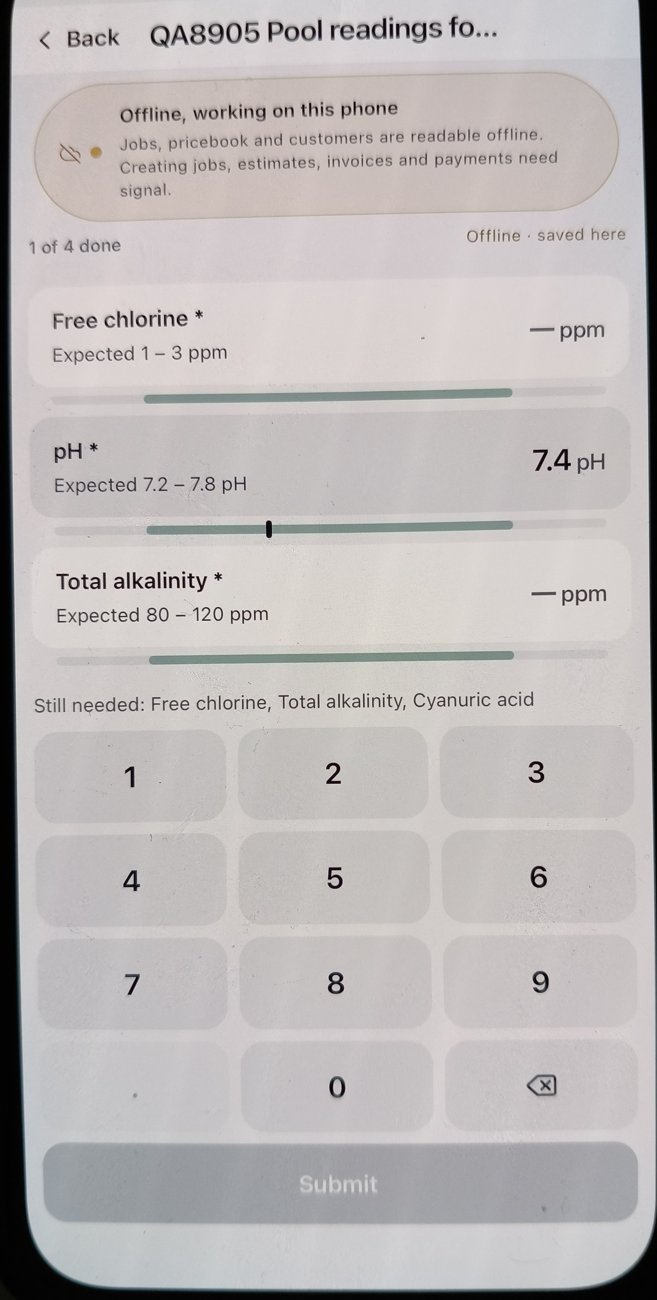 Back
QA8905 Pool readings fo...
Offline, working on this phone
Jobs, pricebook and customers are readable offline.
Creating jobs, estimates, invoices and payments need
signal.
1 of 4 done
Offline · saved here
Free chlorine *
— ppm
Expected 1 – 3 ppm
pH *
7.4 pH
Expected 7.2 – 7.8 pH
Total alkalinity *
— ppm
Expected 80 – 120 ppm
Still needed: Free chlorine, Total alkalinity, Cyanuric acid
1 2 3
4 5 6
7 8 9
. 0
Submit